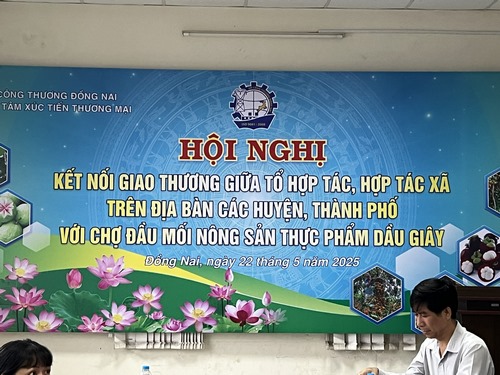 CÔNG THƯƠNG ĐỒNG NAI
TÂM XÚC TIẾN THƯƠNG MẠI
HỘI NGHỊ
KẾT NỐI GIAO THƯƠNG GIỮA TỔ HỢP TÁC, HỢP TÁC XÃ
TRÊN ĐỊA BÀN CÁC HUYỆN, THÀNH PHỐ
VỚI CHỢ ĐẦU MỐI NÔNG SẢN THỰC PHẨM DẦU GIÂY
Đồng Nai, ngày 22 tháng 5 năm 2025